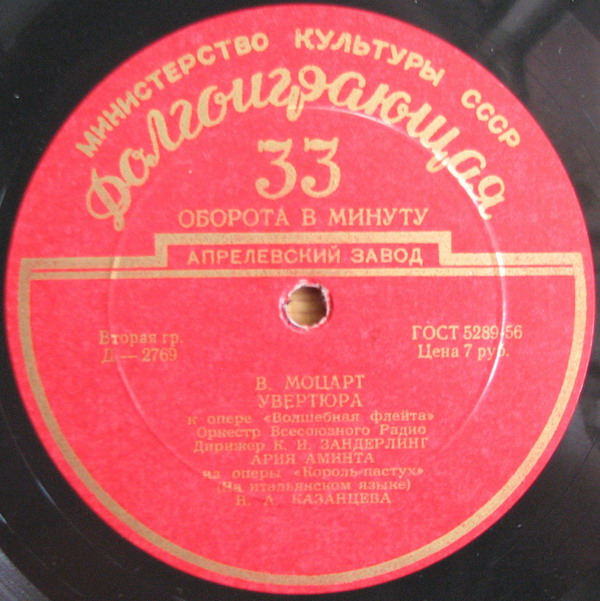 МИНИСТЕРСТВО КУЛЬТУРЫ СССР
Долгоиграющая
33
ОБОРОТА В МИНУТУ
АПРЕЛЕВСКИЙ ЗАВОД
Вторая гр.
Д—2769
ГОСТ 5289-56
Цена 7 руб.
В. МОЦАРТ
УВЕРТЮРА
к опере «Волшебная флейта»
Оркестр Всесоюзного Радио
Дирижер К. И. ЗАНДЕРЛИНГ
АРИЯ АМИНТА
из оперы «Король-пастух»
(На итальянском языке)
Н. А. КАЗАНЦЕВА